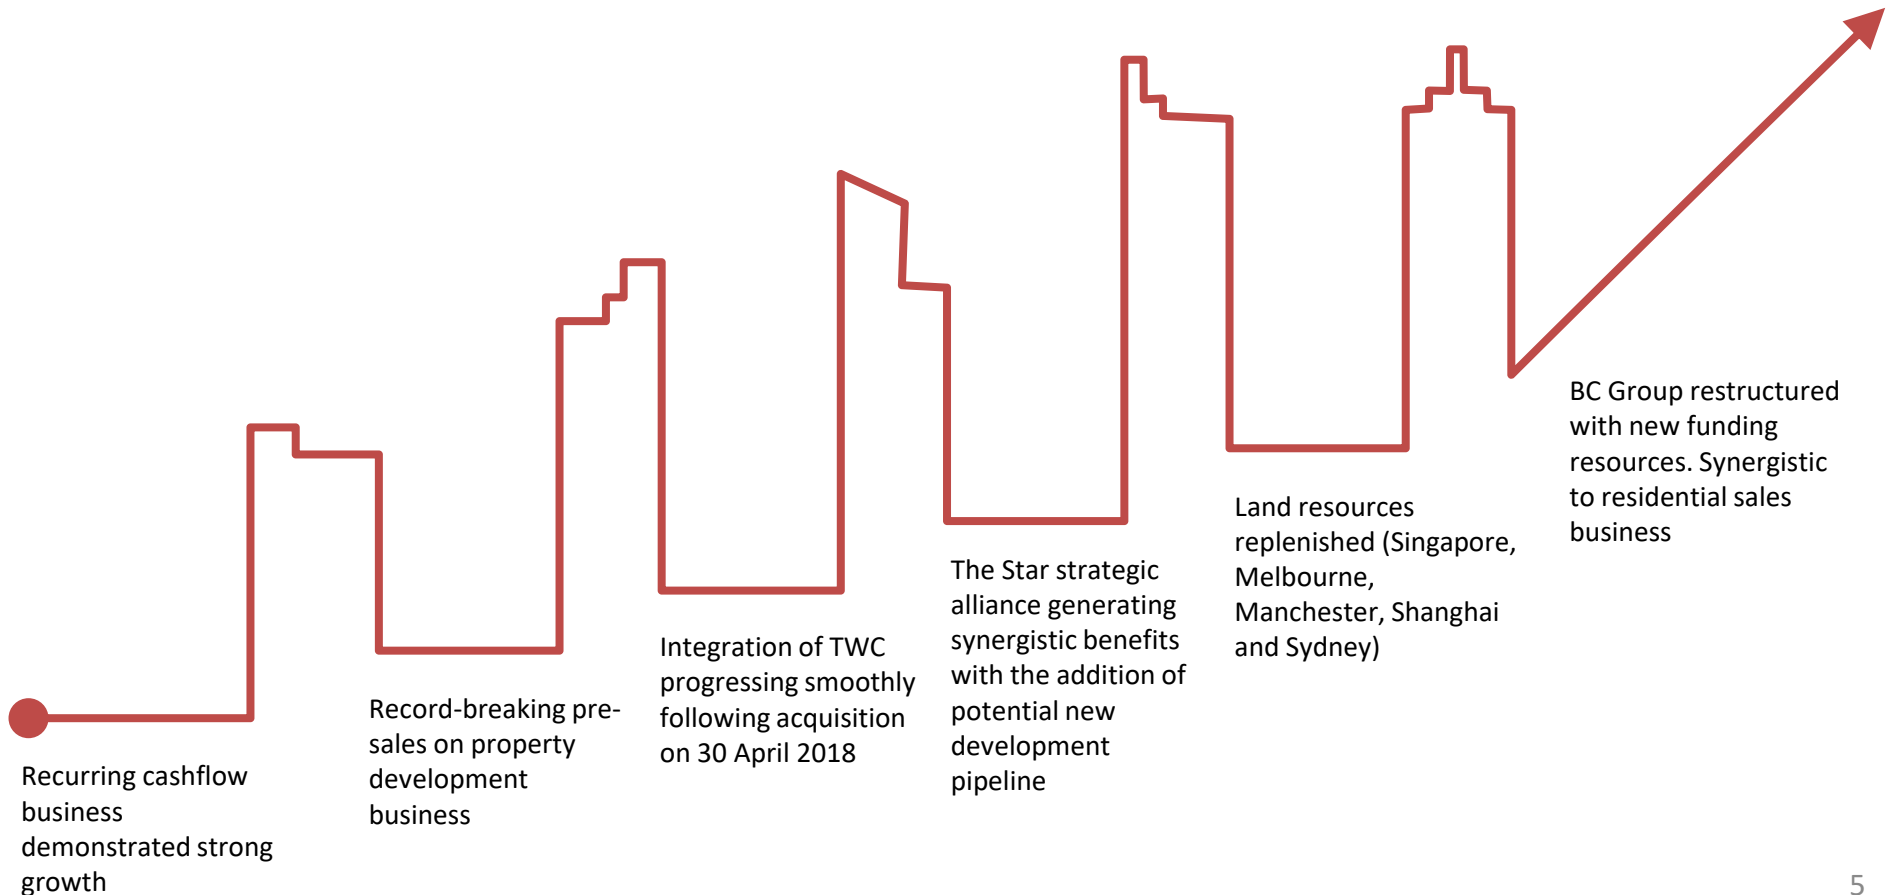 Recurring cashflow
business
demonstrated strong
growth
Record-breaking pre-
sales on property
development
business
Integration of TWC
progressing smoothly
following acquisition
on 30 April 2018
The Star strategic
alliance generating
synergistic benefits
with the addition of
potential new
development
pipeline
Land resources
replenished (Singapore,
Melbourne,
Manchester, Shanghai
and Sydney)
BC Group restructured
with new funding
resources. Synergistic
to residential sales
business
5